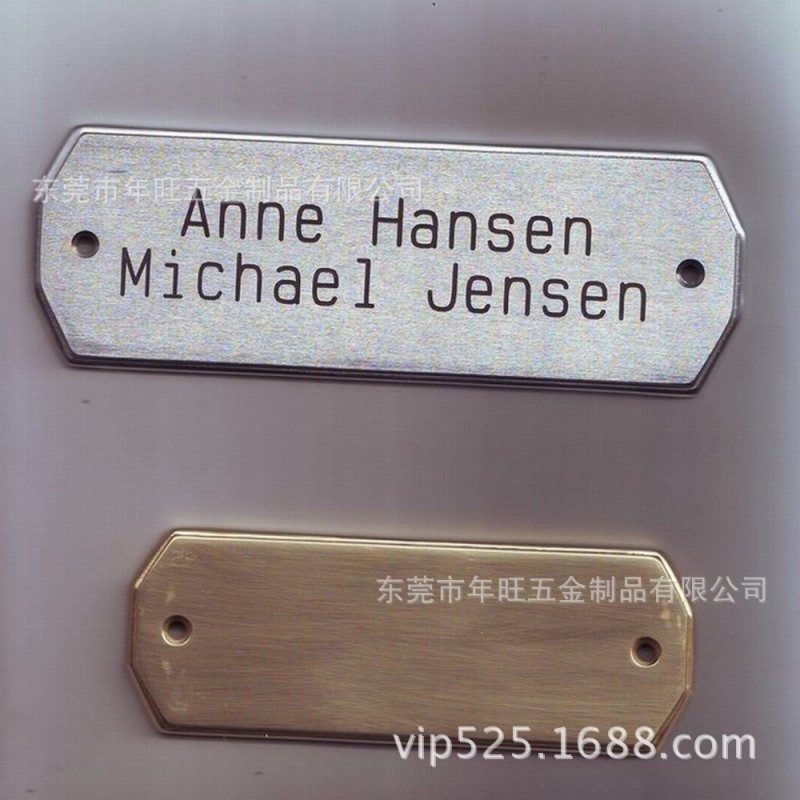 东莞市年旺五金制品有限公司
Anne Hansen
Michael Jensen
东莞市年旺五金制品有限公司
vip525.1688.com